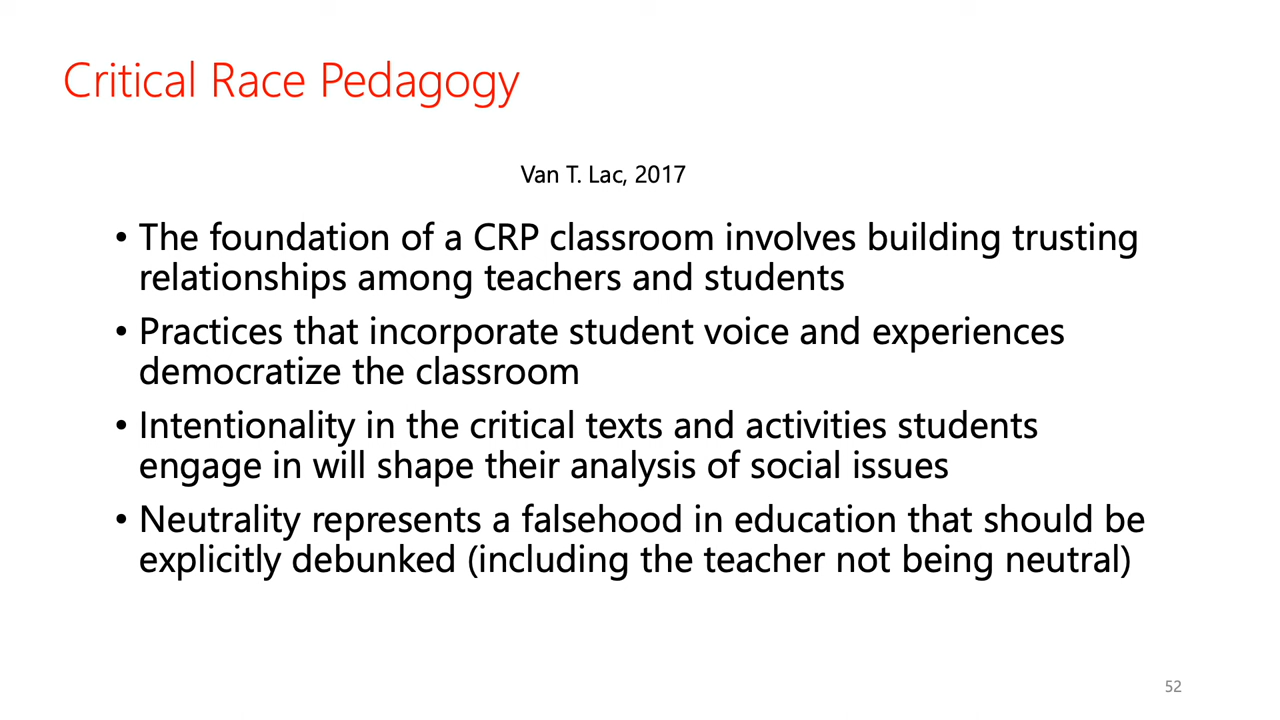 Critical Race Pedagogy
Van T. Lac, 2017
• The foundation of a CRP classroom involves building trusting
relationships among teachers and students
• Practices that incorporate student voice and experiences
democratize the classroom
• Intentionality in the critical texts and activities students
engage in will shape their analysis of social issues
• Neutrality represents a falsehood in education that should be
explicitly debunked (including the teacher not being neutral)
52